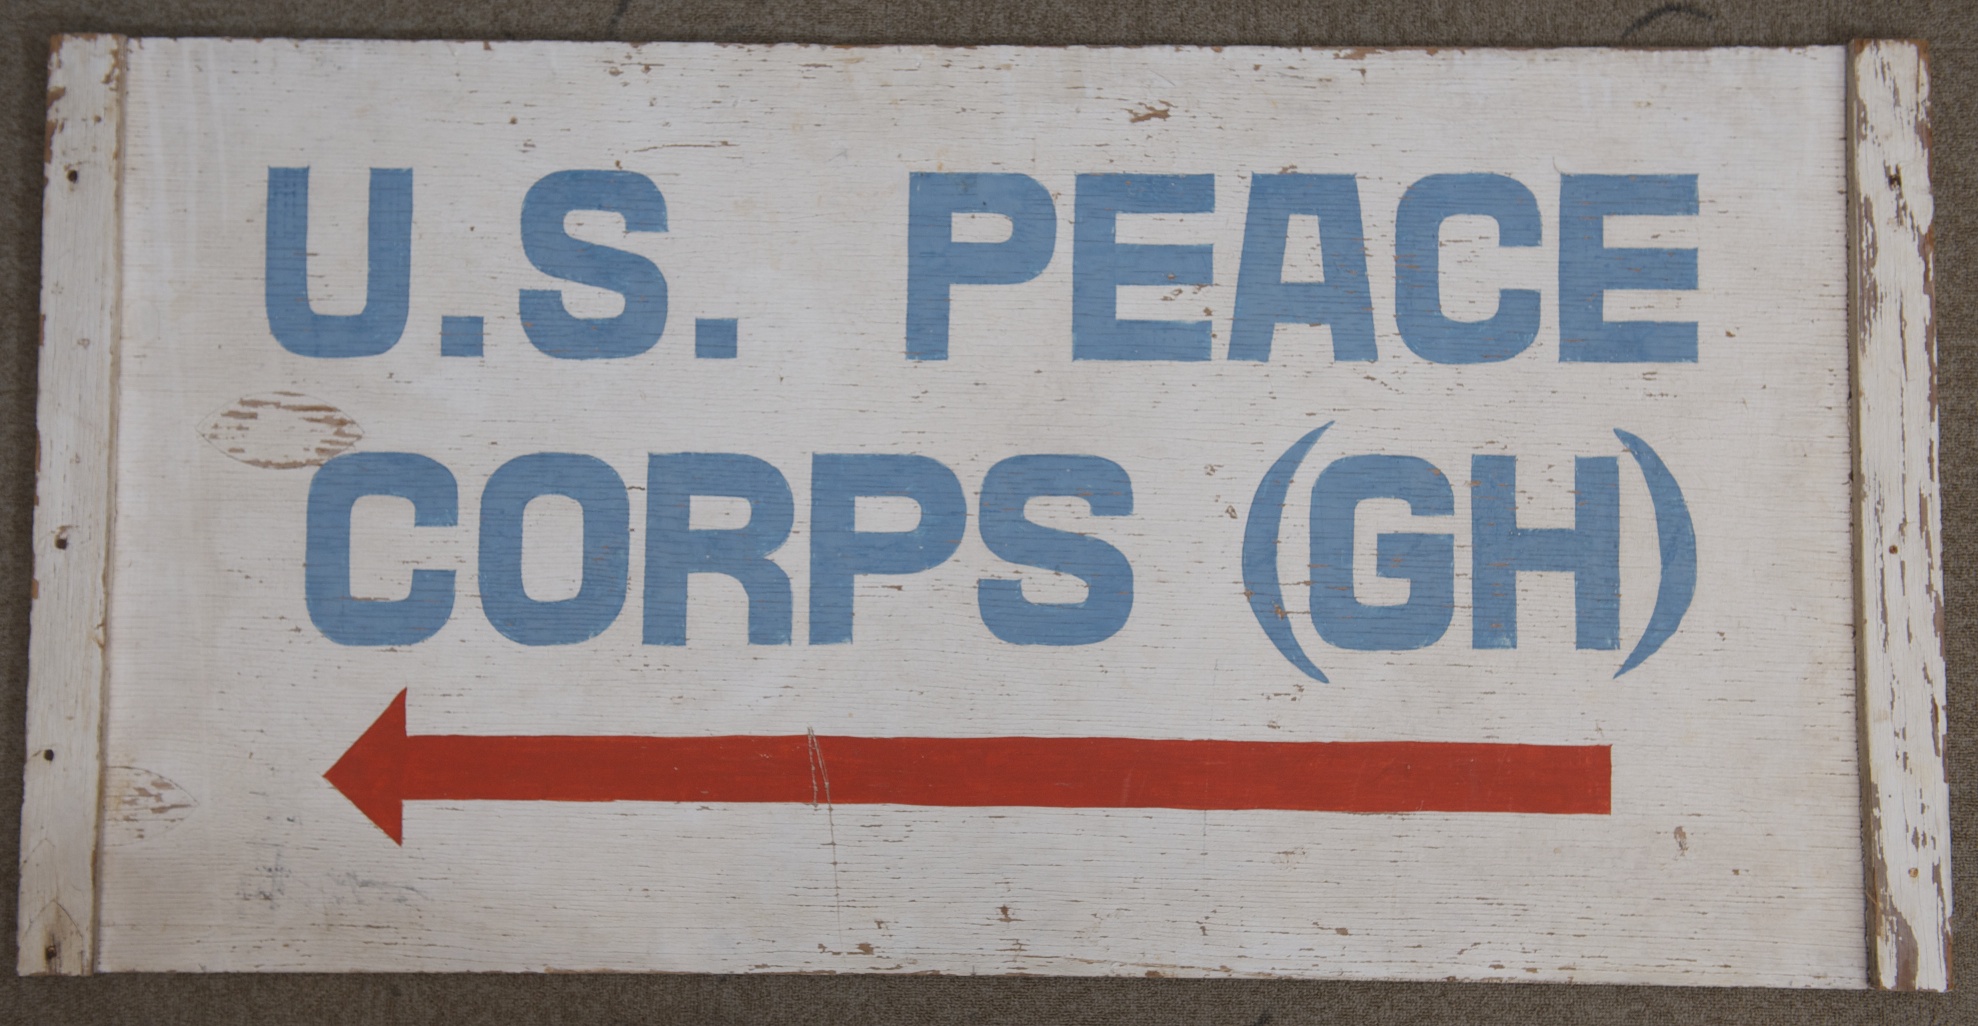 U.S. PEACE
CORPS (GH)